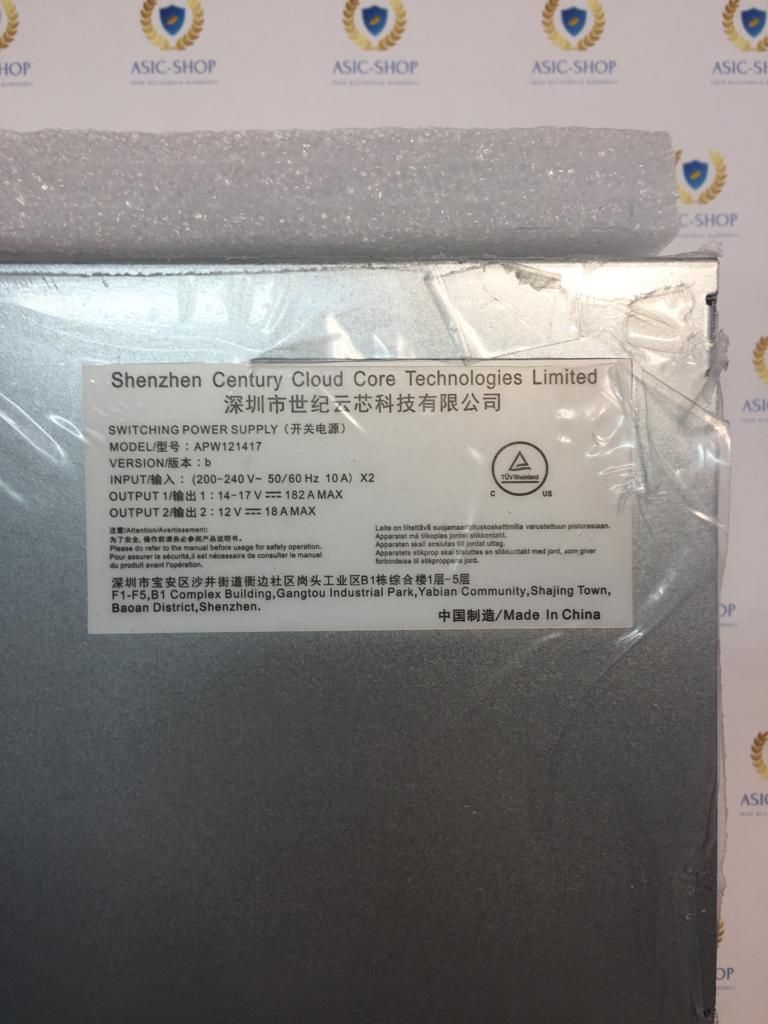 ASIC-SHOP
ASIC-SHOP
ASIC-SHOP
ASIC-SHOP
Shenzhen Century Cloud Core Technologies Limited
深圳市世纪云芯科技有限公司
SWITCHING POWER SUPPLY (开关电源)
MODEL/型号: APW121417
VERSION/版本: b
INPUT/输入: (200-240 V~ 50/60 Hz 10 A) X2
OUTPUT 1/输出 1: 14-17 V⎓ 182 A MAX
OUTPUT 2/输出 2: 12 V⎓ 18 A MAX
TÜVRheinland
C US
注意/Attention/Avertissement:
为了安全, 操作前请务必参阅产品说明书。
Please do refer to the manual before usage for safety operation.
Pour assurer la sécurité,il est nécessaire de consulter le manuel
du produit avant l'opération.
Laite on liitettävä suojamaadoituskoskettimilla varustettuun pistorasiaan.
Apparatet må tilkoples jordet stikkontakt.
Apparaten skall anslutas till jordat uttag.
Apparatets stikprop skal tilsluttes en stikkontakt med jord, som giver
forbindelse til stikproppens jord.
深圳市宝安区沙井街道衙边社区岗头工业区B1栋综合楼1层-5层
F1-F5,B1 Complex Building,Gangtou Industrial Park,Yabian Community,Shajing Town,
Baoan District,Shenzhen.
中国制造/Made In China